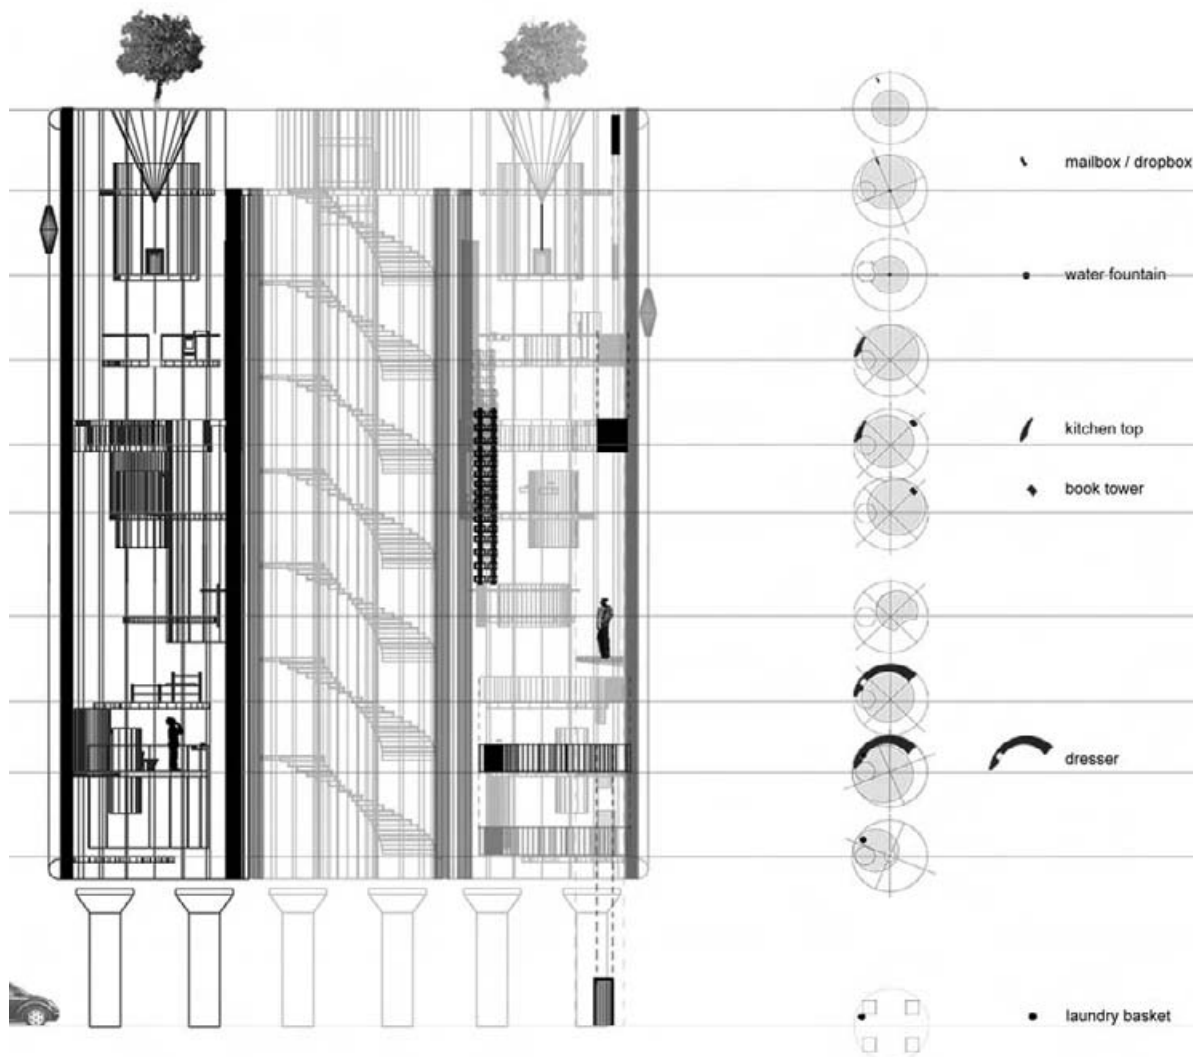 mailbox / dropbox
water fountain
kitchen top
book tower
dresser
laundry basket